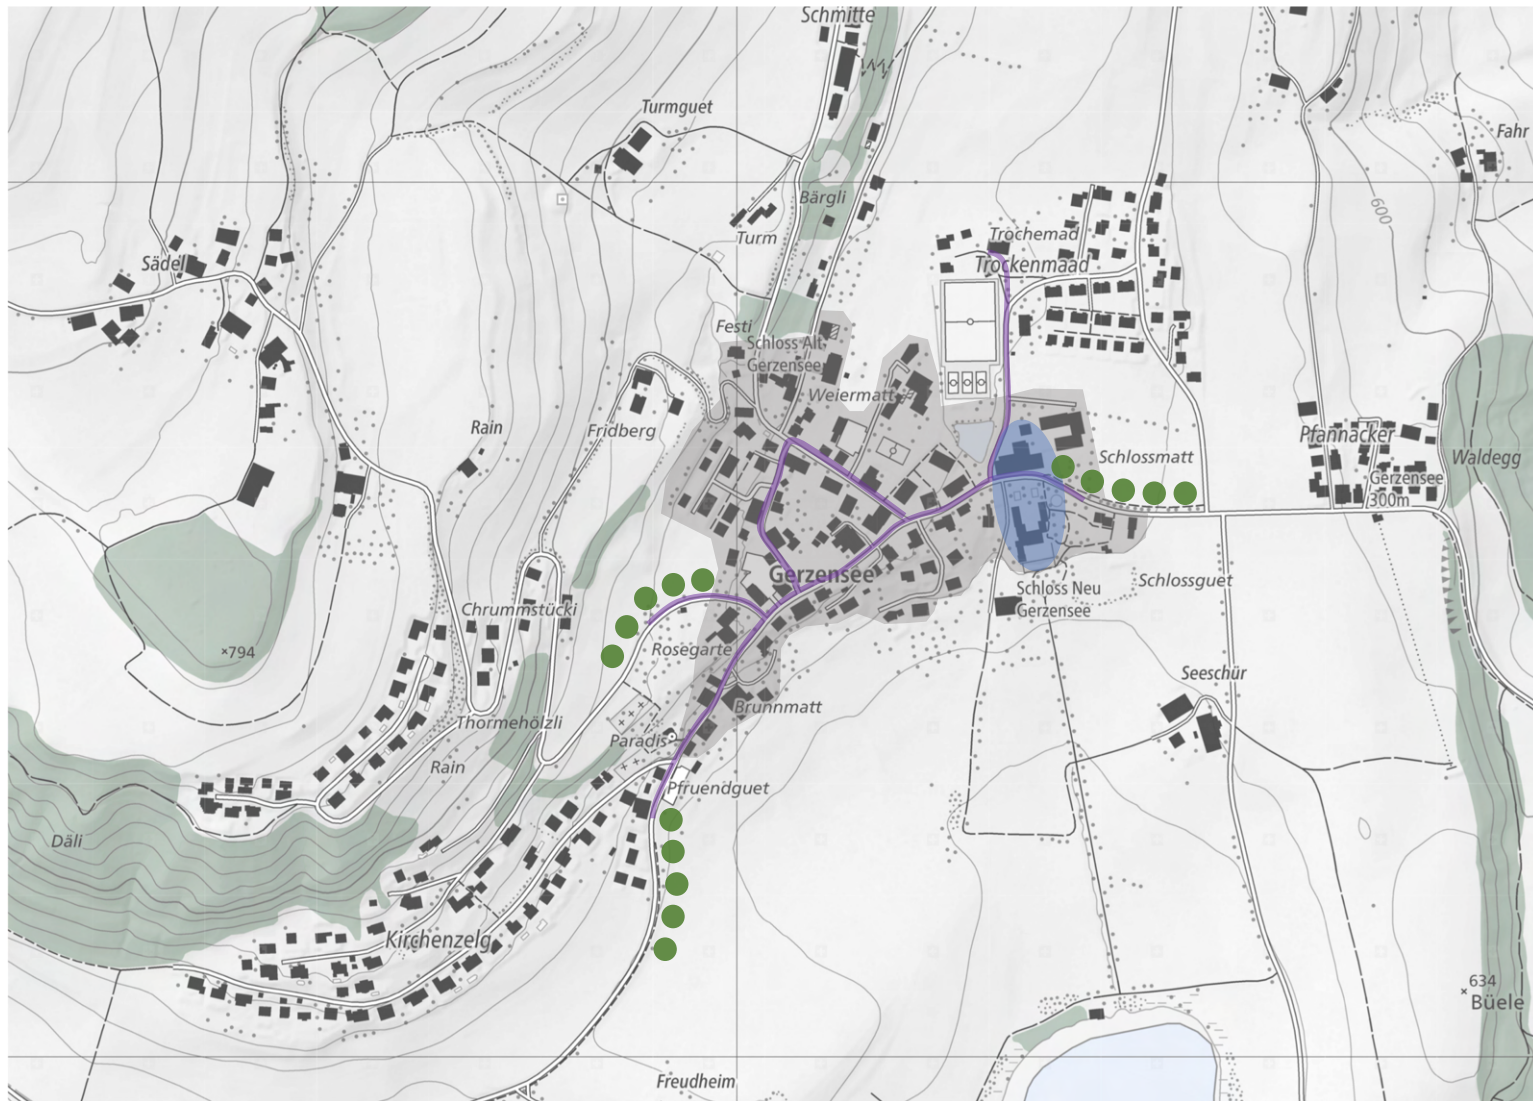 Schmitte
Turmguet
Fahr
Bärgli
600
Turm
Trochemad
Trockenmaad
Sädel
Festi
Schloss Alt
Gerzensee
Weiermatt
Rain
Fridberg
Schlossmatt
Pfannacker
Waldegg
Gerzensee
300m
Gerzensee
Schlossguet
Schloss Neu
Gerzensee
Chrummstücki
Rosegarte
794
Seeschür
Brunnmatt
Thormehölzli
Paradis
Rain
Pfruendguet
Däli
Kirchenzelg
634
Büele
Freudheim